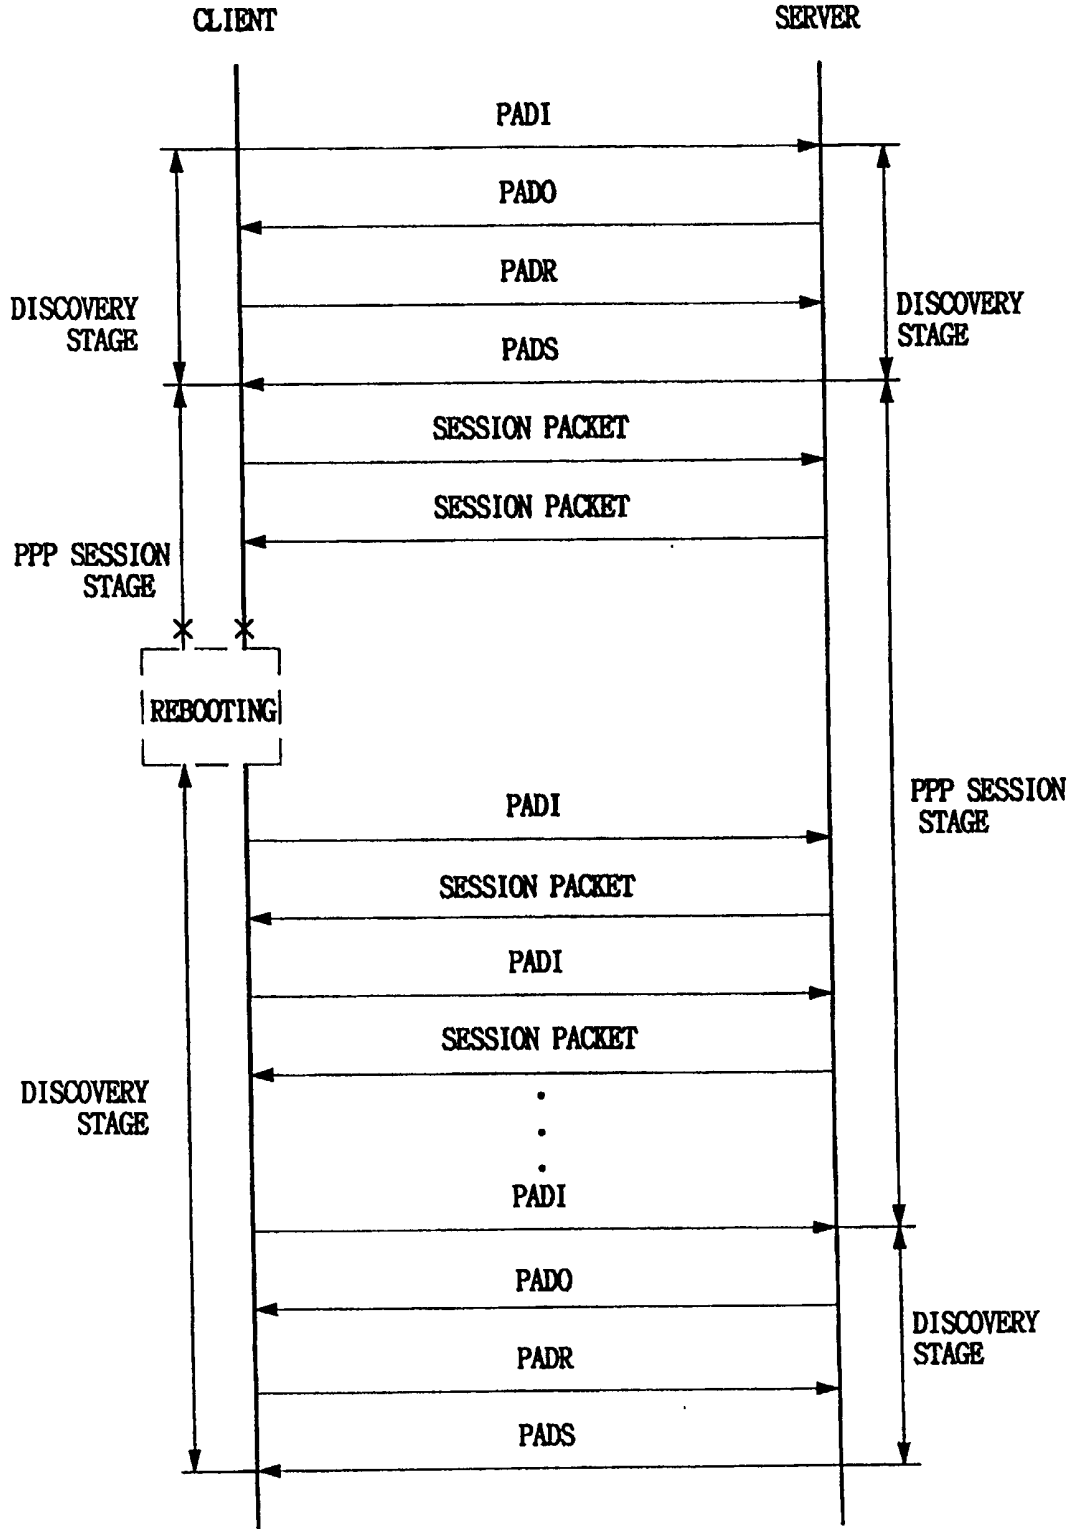 CLIENT
SERVER
PADI
PADO
PADR
DISCOVERY
STAGE
DISCOVERY
STAGE
PADS
SESSION PACKET
SESSION PACKET
PPP SESSION
STAGE
REBOOTING
PADI
PPP SESSION
STAGE
SESSION PACKET
PADI
SESSION PACKET
DISCOVERY
STAGE
PADI
PADO
DISCOVERY
STAGE
PADR
PADS